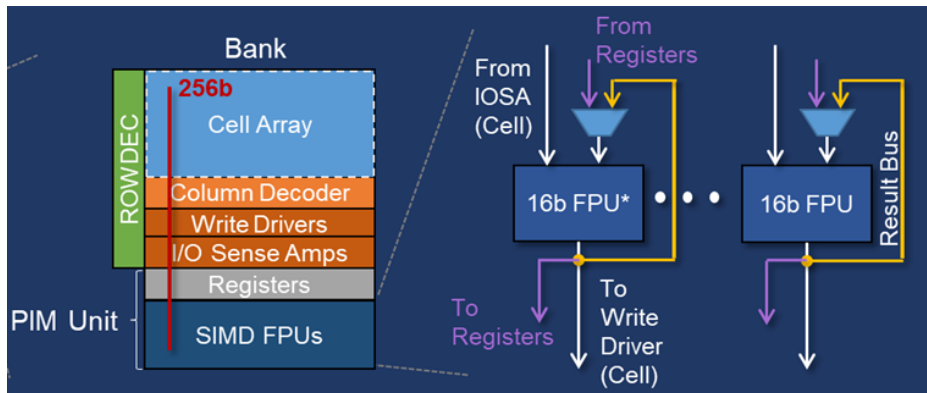 Bank
256b
Cell Array
ROWDEC
Column Decoder
Write Drivers
I/O Sense Amps
Registers
PIM Unit
SIMD FPUs
From
Registers
From
IOSA
(Cell)
16b FPU*
• • •
16b FPU
Result Bus
To
Registers
To
Write
Driver
(Cell)